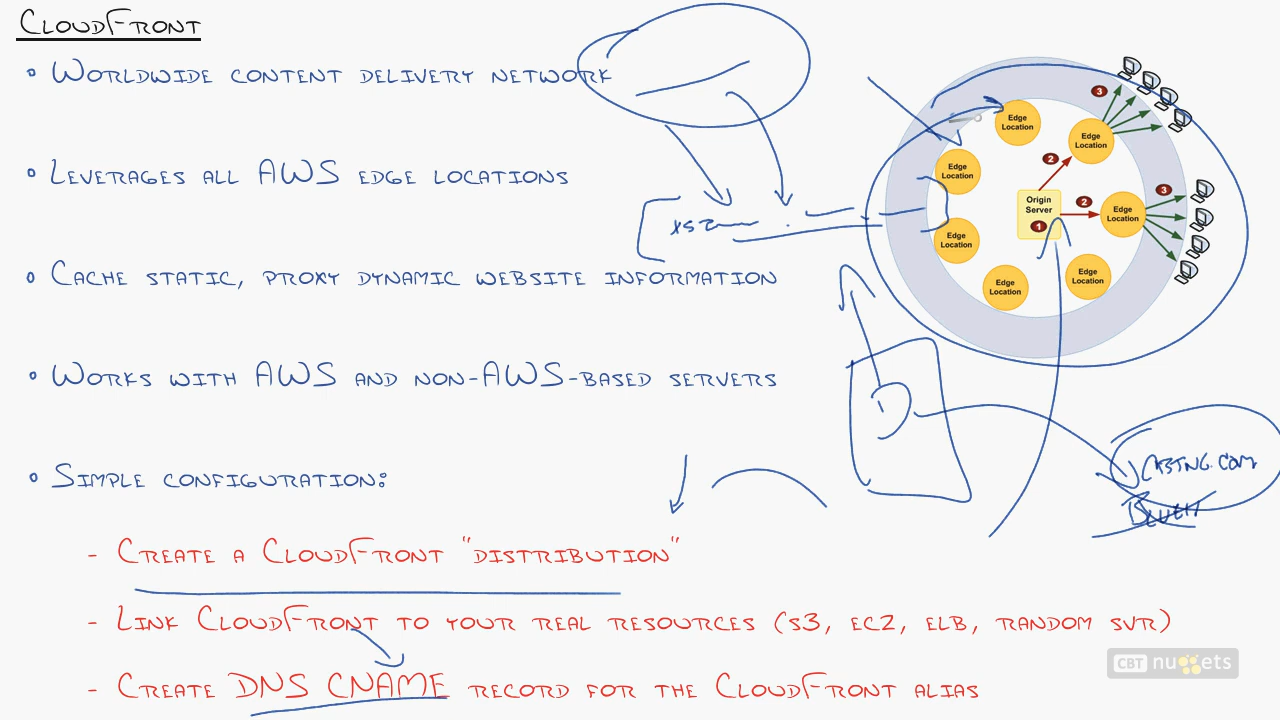 CloudFront
• Worldwide content delivery network
• Leverages all AWS edge locations
• Cache static, proxy dynamic website information
• Works with AWS and non-AWS-based servers
• Simple configuration:
- Create a CloudFront "distribution"
- Link CloudFront to your real resources (S3, EC2, ELB, random svr)
- Create DNS CNAME record for the CloudFront alias
Edge
Location
Edge
Location
Edge
Location
Edge
Location
Edge
Location
Edge
Location
Edge
Location
Origin
Server
1
2
2
3
3
D
CBT nuggets